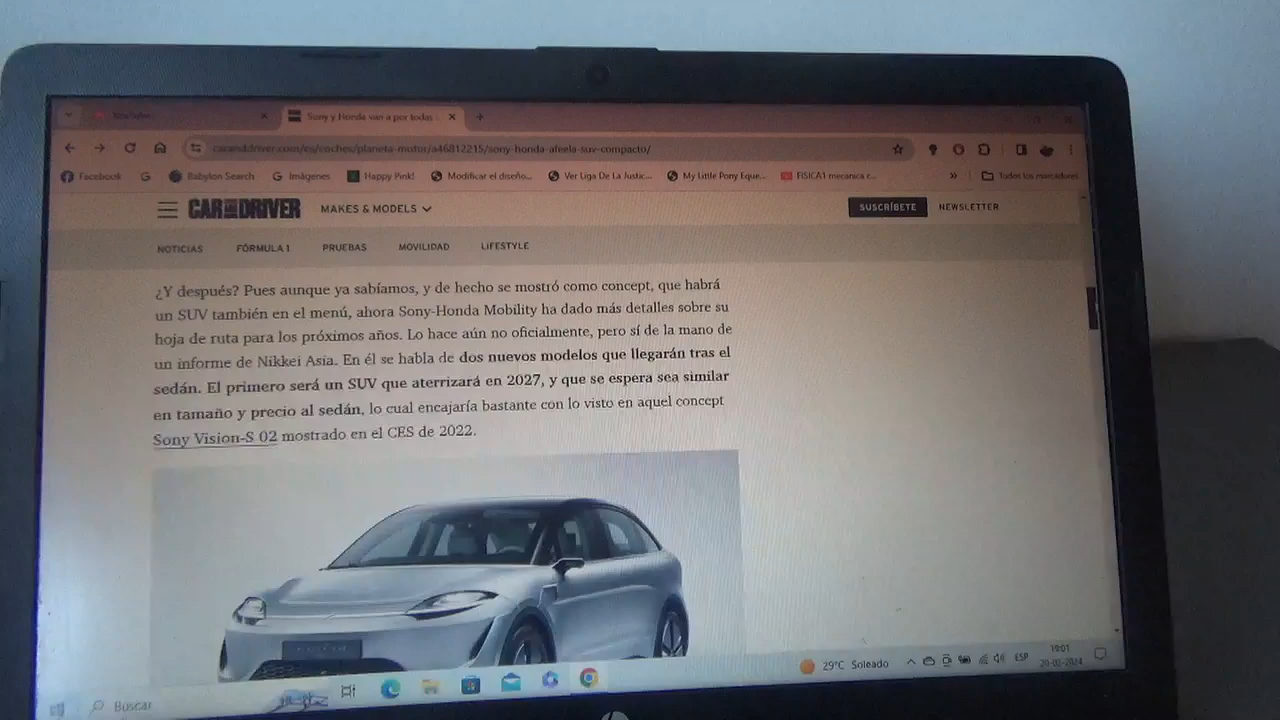 Sony y Honda van a por todas
caranddriver.com/es/coches/planeta-motor/a46812215/sony-honda-afeela-suv-compacto/
Facebook G Babylon Search Imágenes Happy Pink! Modificar el diseño... Ver Liga De La Justic... My Little Pony Eque... FISICA1 mecanica c... » Todos los marcadores
CAR AND DRIVER MAKES & MODELS SUSCRÍBETE NEWSLETTER
NOTICIAS FÓRMULA 1 PRUEBAS MOVILIDAD LIFESTYLE
¿Y después? Pues aunque ya sabíamos, y de hecho se mostró como concept, que habrá
un SUV también en el menú, ahora Sony-Honda Mobility ha dado más detalles sobre su
hoja de ruta para los próximos años. Lo hace aún no oficialmente, pero sí de la mano de
un informe de Nikkei Asia. En él se habla de dos nuevos modelos que llegarán tras el
sedán. El primero será un SUV que aterrizará en 2027, y que se espera sea similar
en tamaño y precio al sedán, lo cual encajaría bastante con lo visto en aquel concept
Sony Vision-S 02 mostrado en el CES de 2022.
29°C Soleado ESP 19:01
Buscar
hp